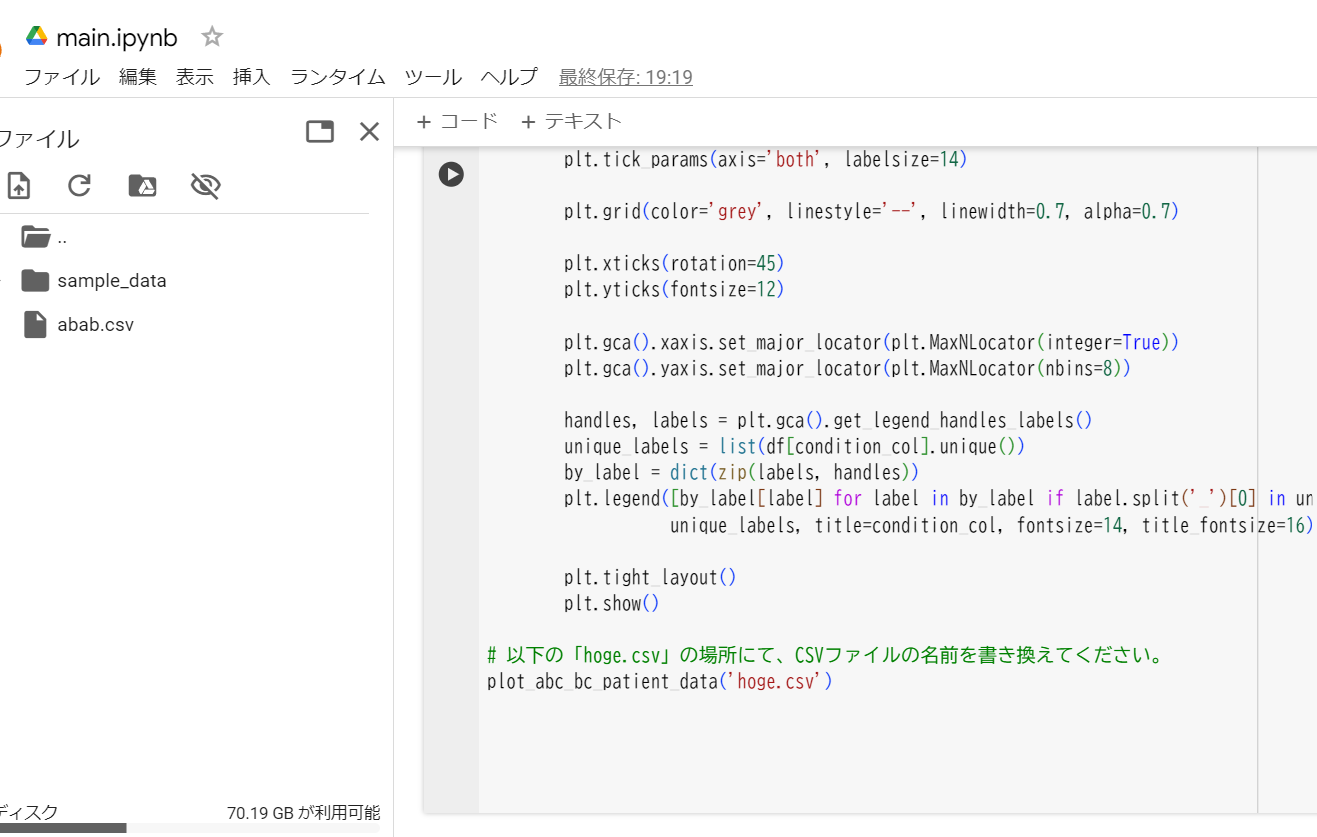 main.ipynb
ファイル 編集 表示 挿入 ランタイム ツール ヘルプ 最終保存: 19:19
ファイル
..
sample_data
abab.csv
ディスク
70.19 GB が利用可能
+ コード + テキスト
plt.tick_params(axis='both', labelsize=14)
plt.grid(color='grey', linestyle='--', linewidth=0.7, alpha=0.7)
plt.xticks(rotation=45)
plt.yticks(fontsize=12)
plt.gca().xaxis.set_major_locator(plt.MaxNLocator(integer=True))
plt.gca().yaxis.set_major_locator(plt.MaxNLocator(nbins=8))
handles, labels = plt.gca().get_legend_handles_labels()
unique_labels = list(df[condition_col].unique())
by_label = dict(zip(labels, handles))
plt.legend([by_label[label] for label in by_label if label.split('_')[0] in un
unique_labels, title=condition_col, fontsize=14, title_fontsize=16)
plt.tight_layout()
plt.show()
# 以下の「hoge.csv」の場所にて、CSVファイルの名前を書き換えてください。
plot_abc_bc_patient_data('hoge.csv')